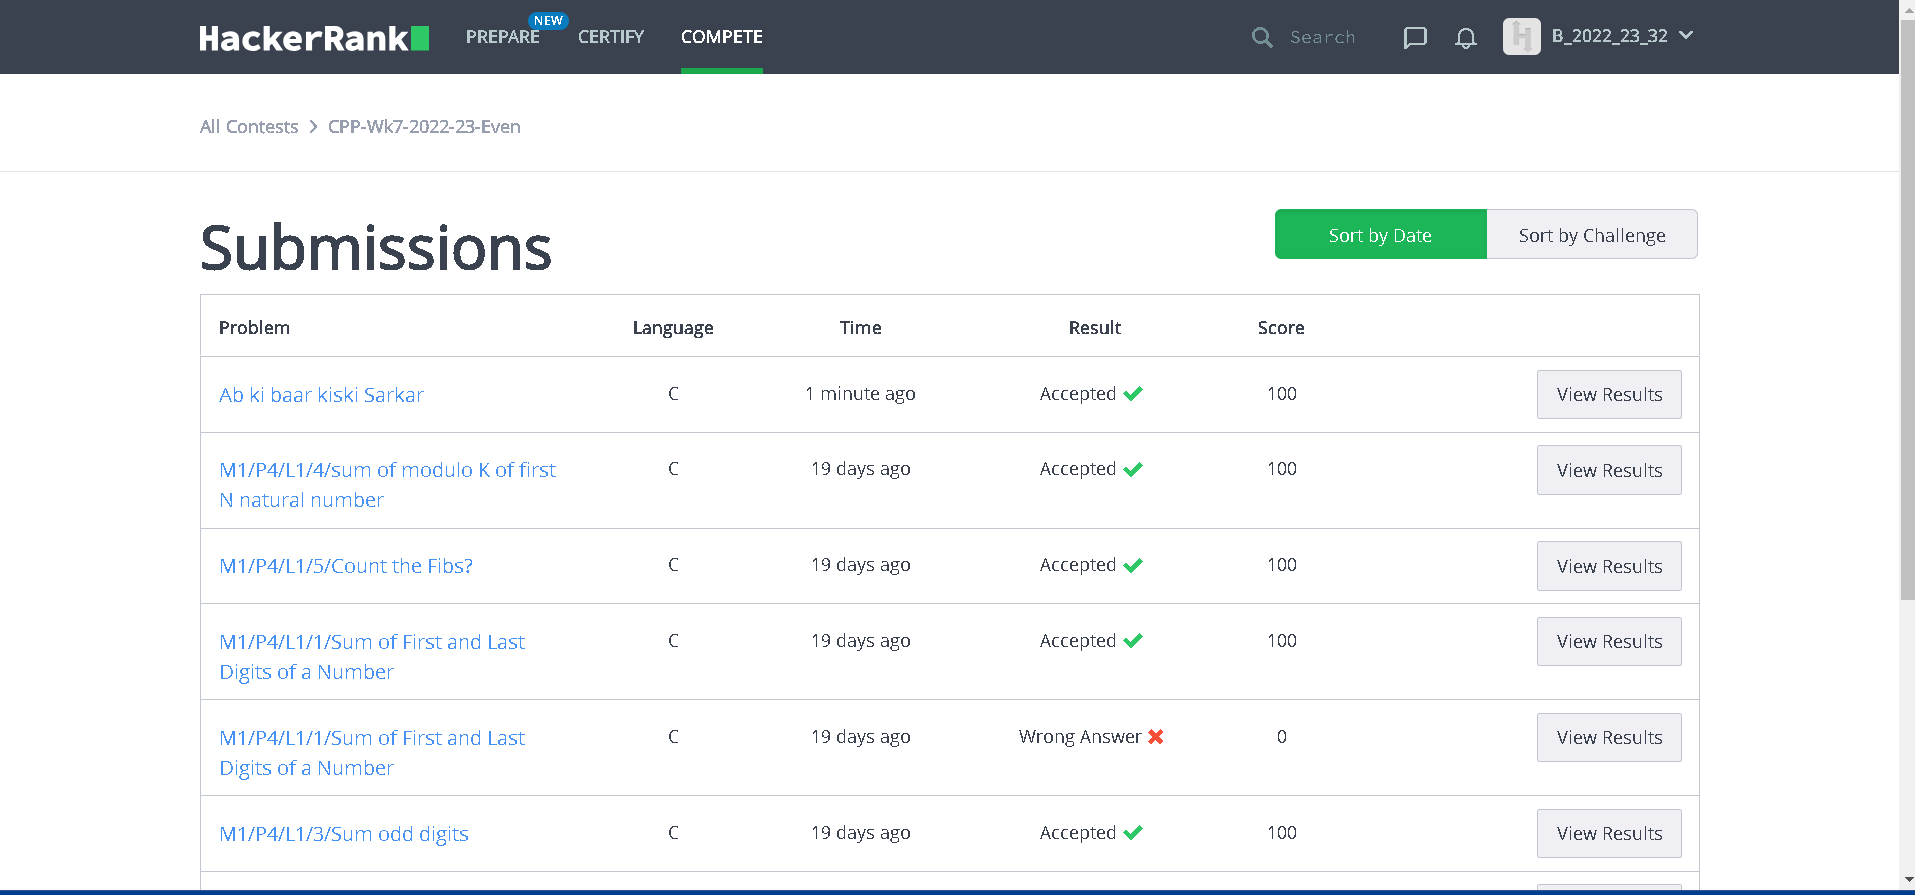 HackerRank PREPARE NEW CERTIFY COMPETE Search B_2022_23_32
All Contests CPP-Wk7-2022-23-Even
Submissions Sort by Date Sort by Challenge
Problem Language Time Result Score
Ab ki baar kiski Sarkar C 1 minute ago Accepted 100 View Results
M1/P4/L1/4/sum of modulo K of first C 19 days ago Accepted 100 View Results
N natural number
M1/P4/L1/5/Count the Fibs? C 19 days ago Accepted 100 View Results
M1/P4/L1/1/Sum of First and Last C 19 days ago Accepted 100 View Results
Digits of a Number
M1/P4/L1/1/Sum of First and Last C 19 days ago Wrong Answer 0 View Results
Digits of a Number
M1/P4/L1/3/Sum odd digits C 19 days ago Accepted 100 View Results